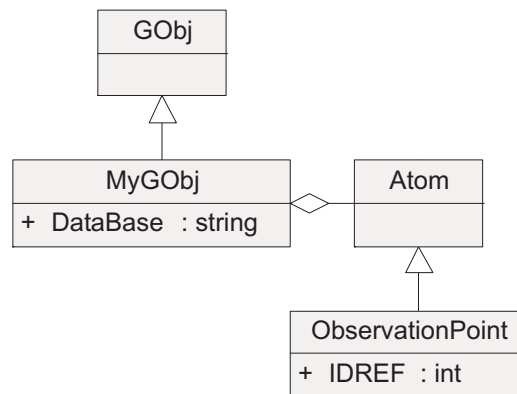 GObj
MyGObj
+ DataBase : string
Atom
ObservationPoint
+ IDREF : int